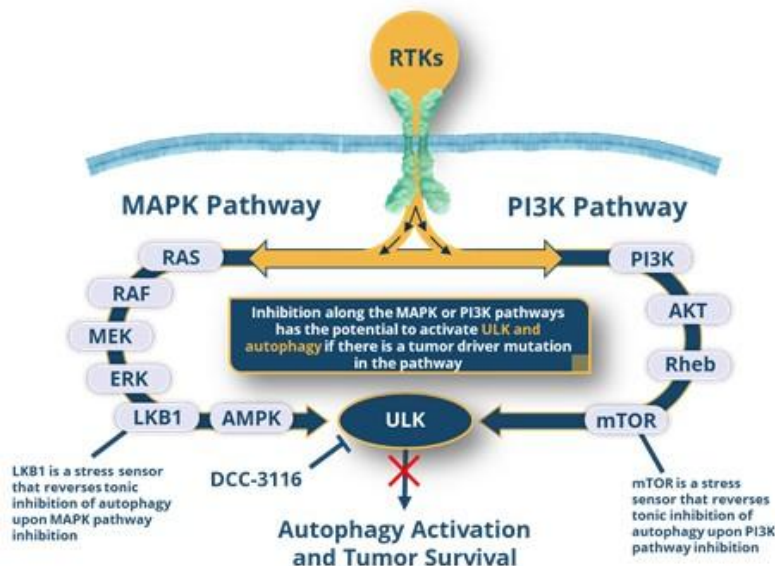 RTKs
MAPK Pathway
PI3K Pathway
RAS
PI3K
RAF
AKT
MEK
Rheb
ERK
LKB1
AMPK
ULK
mTOR
Inhibition along the MAPK or PI3K pathways
has the potential to activate ULK and
autophagy if there is a tumor driver mutation
in the pathway
LKB1 is a stress sensor
that reverses tonic
inhibition of autophagy
upon MAPK pathway
inhibition
DCC-3116
mTOR is a stress
sensor that reverses
tonic inhibition of
autophagy upon PI3K
pathway inhibition
Autophagy Activation
and Tumor Survival